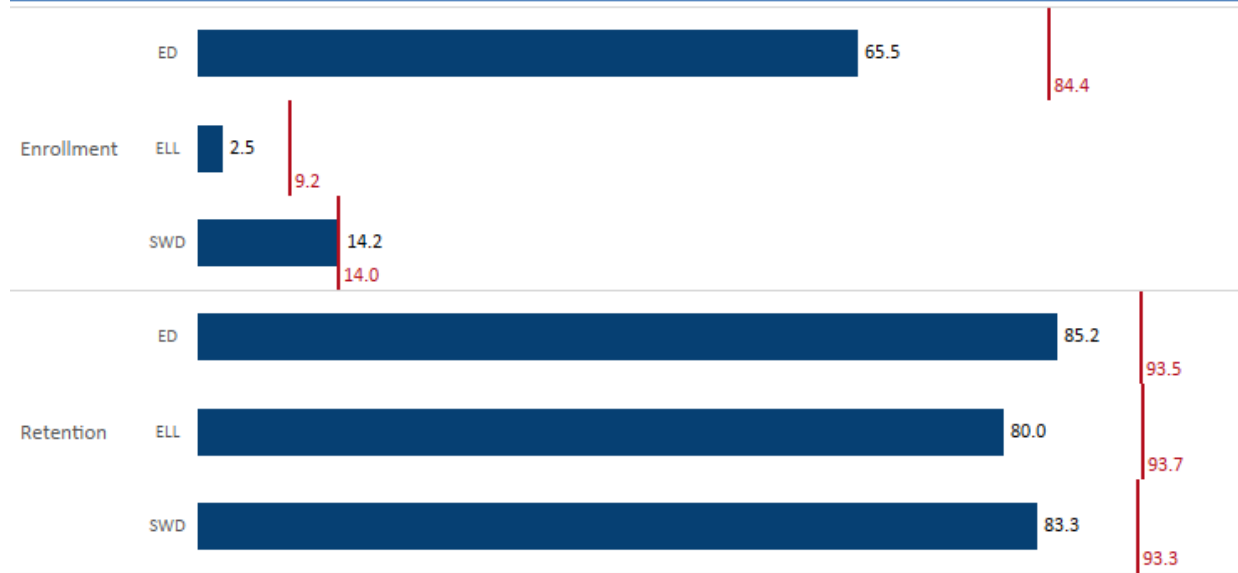 ED 65.5
84.4
Enrollment ELL 2.5
9.2
SWD 14.2
14.0
ED 85.2
93.5
Retention ELL 80.0
93.7
SWD 83.3
93.3